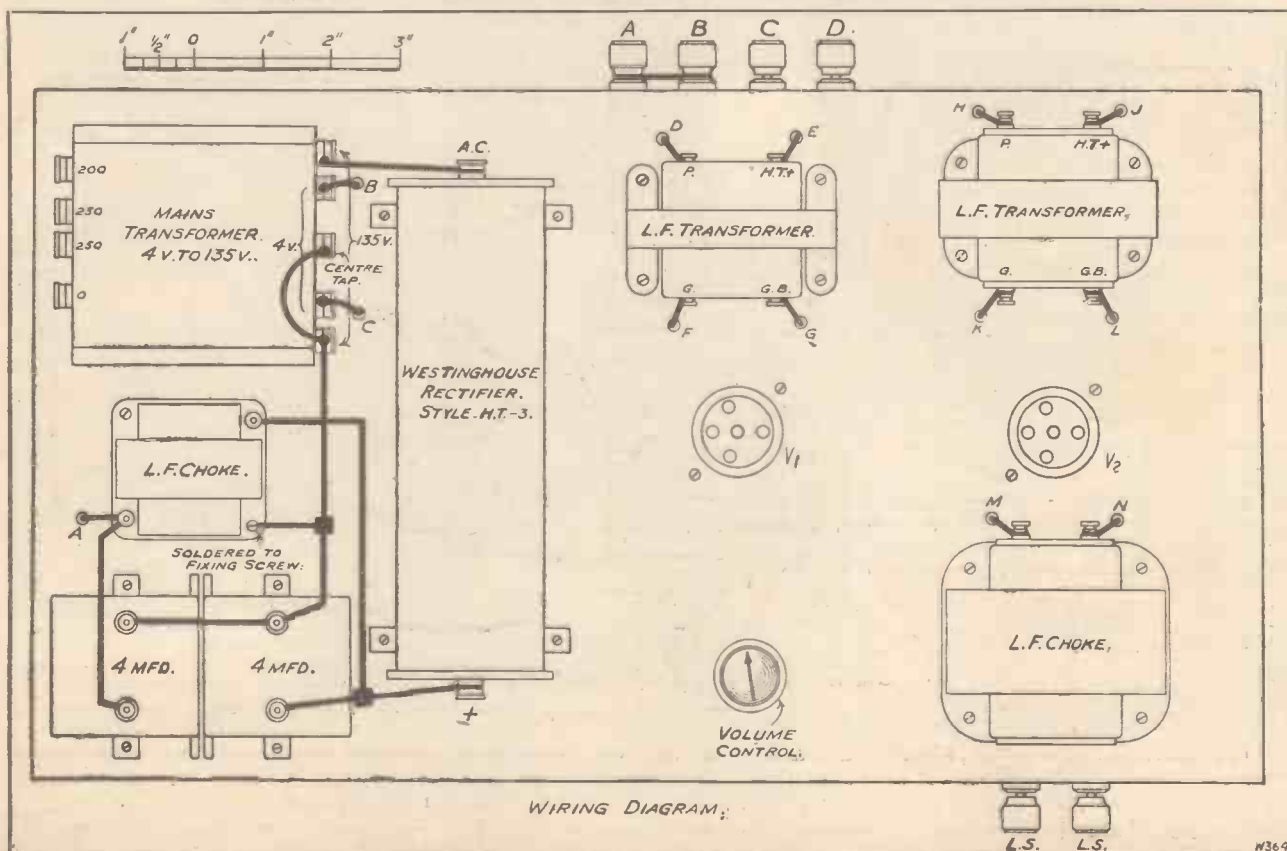 1" ½" 0 1" 2" 3"
A B C D.
200
230
250
0
MAINS
TRANSFORMER.
4 V. TO 135 V..
4 V.
135 V.
CENTRE
TAP.
B
C
A.C.
WESTINGHOUSE
RECTIFIER.
STYLE. H.T.-3.
+
D E
P. H.T.+
L.F. TRANSFORMER.
G. G.B.
F G
H J
P. H.T.+
L.F. TRANSFORMER,
G. G.B.
K L
V1
V2
L.F. CHOKE.
A
SOLDERED TO
FIXING SCREW:
4 MFD. 4 MFD.
VOLUME
CONTROL.
M N
L.F. CHOKE,
WIRING DIAGRAM:
L.S. L.S.